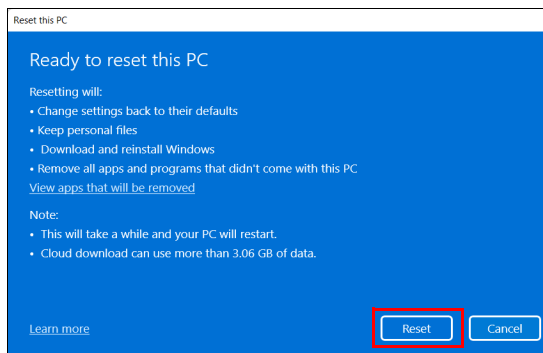 Reset this PC
Ready to reset this PC
Resetting will:
• Change settings back to their defaults
• Keep personal files
• Download and reinstall Windows
• Remove all apps and programs that didn't come with this PC
View apps that will be removed
Note:
• This will take a while and your PC will restart.
• Cloud download can use more than 3.06 GB of data.
Learn more
Reset
Cancel